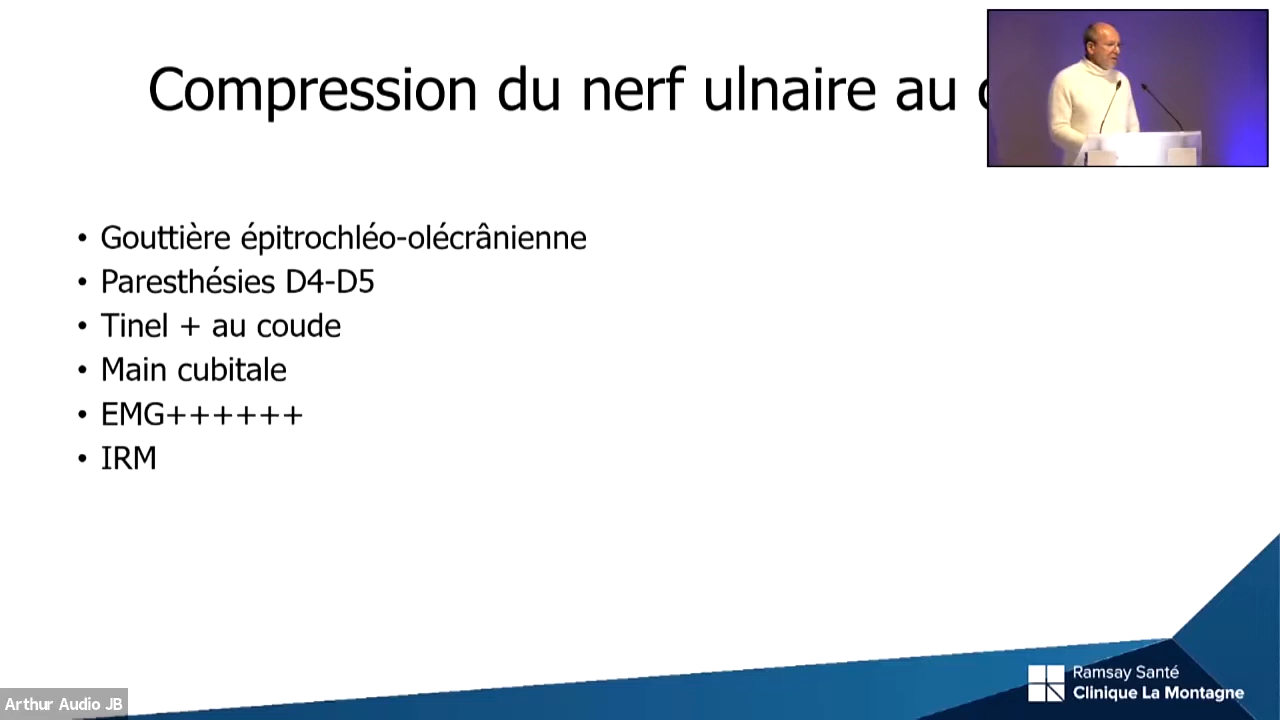 Compression du nerf ulnaire au
• Gouttière épitrochléo-olécrânienne
• Paresthésies D4-D5
• Tinel + au coude
• Main cubitale
• EMG++++++
• IRM
Ramsay Santé
Clinique La Montagne
Arthur Audio JB